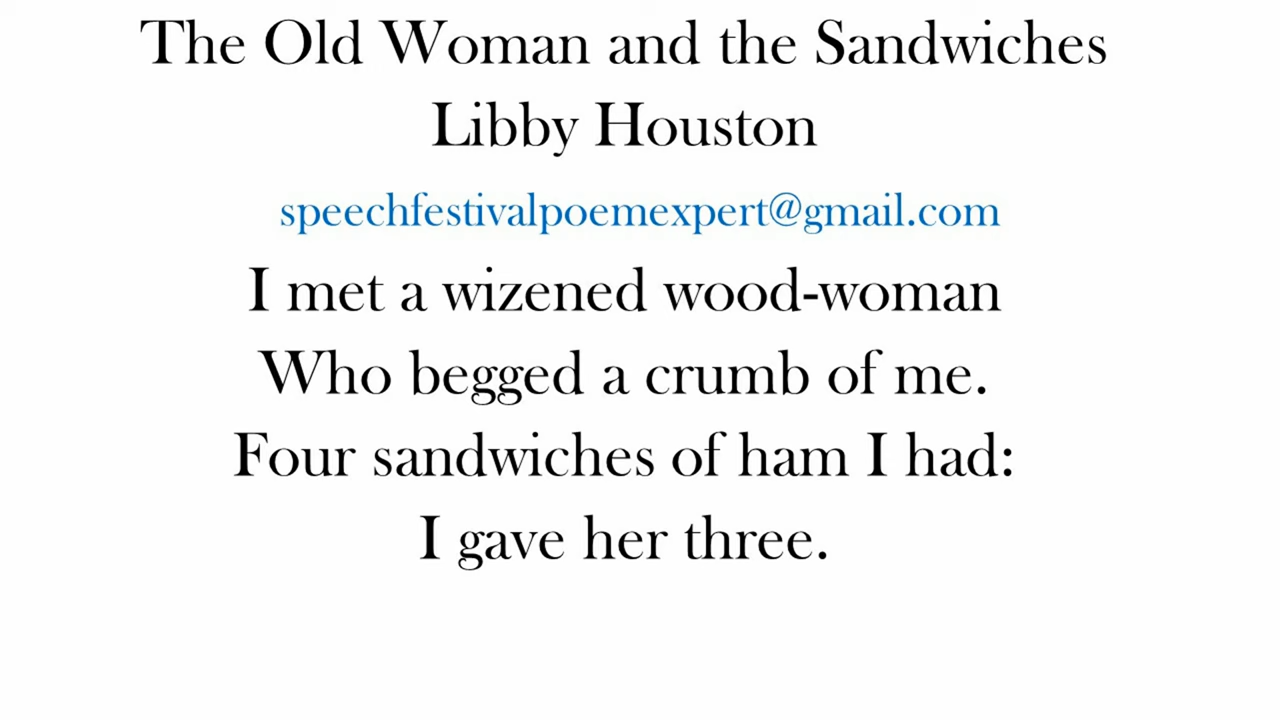 The Old Woman and the Sandwiches
Libby Houston
speechfestivalpoemexpert@gmail.com
I met a wizened wood-woman
Who begged a crumb of me.
Four sandwiches of ham I had:
I gave her three.